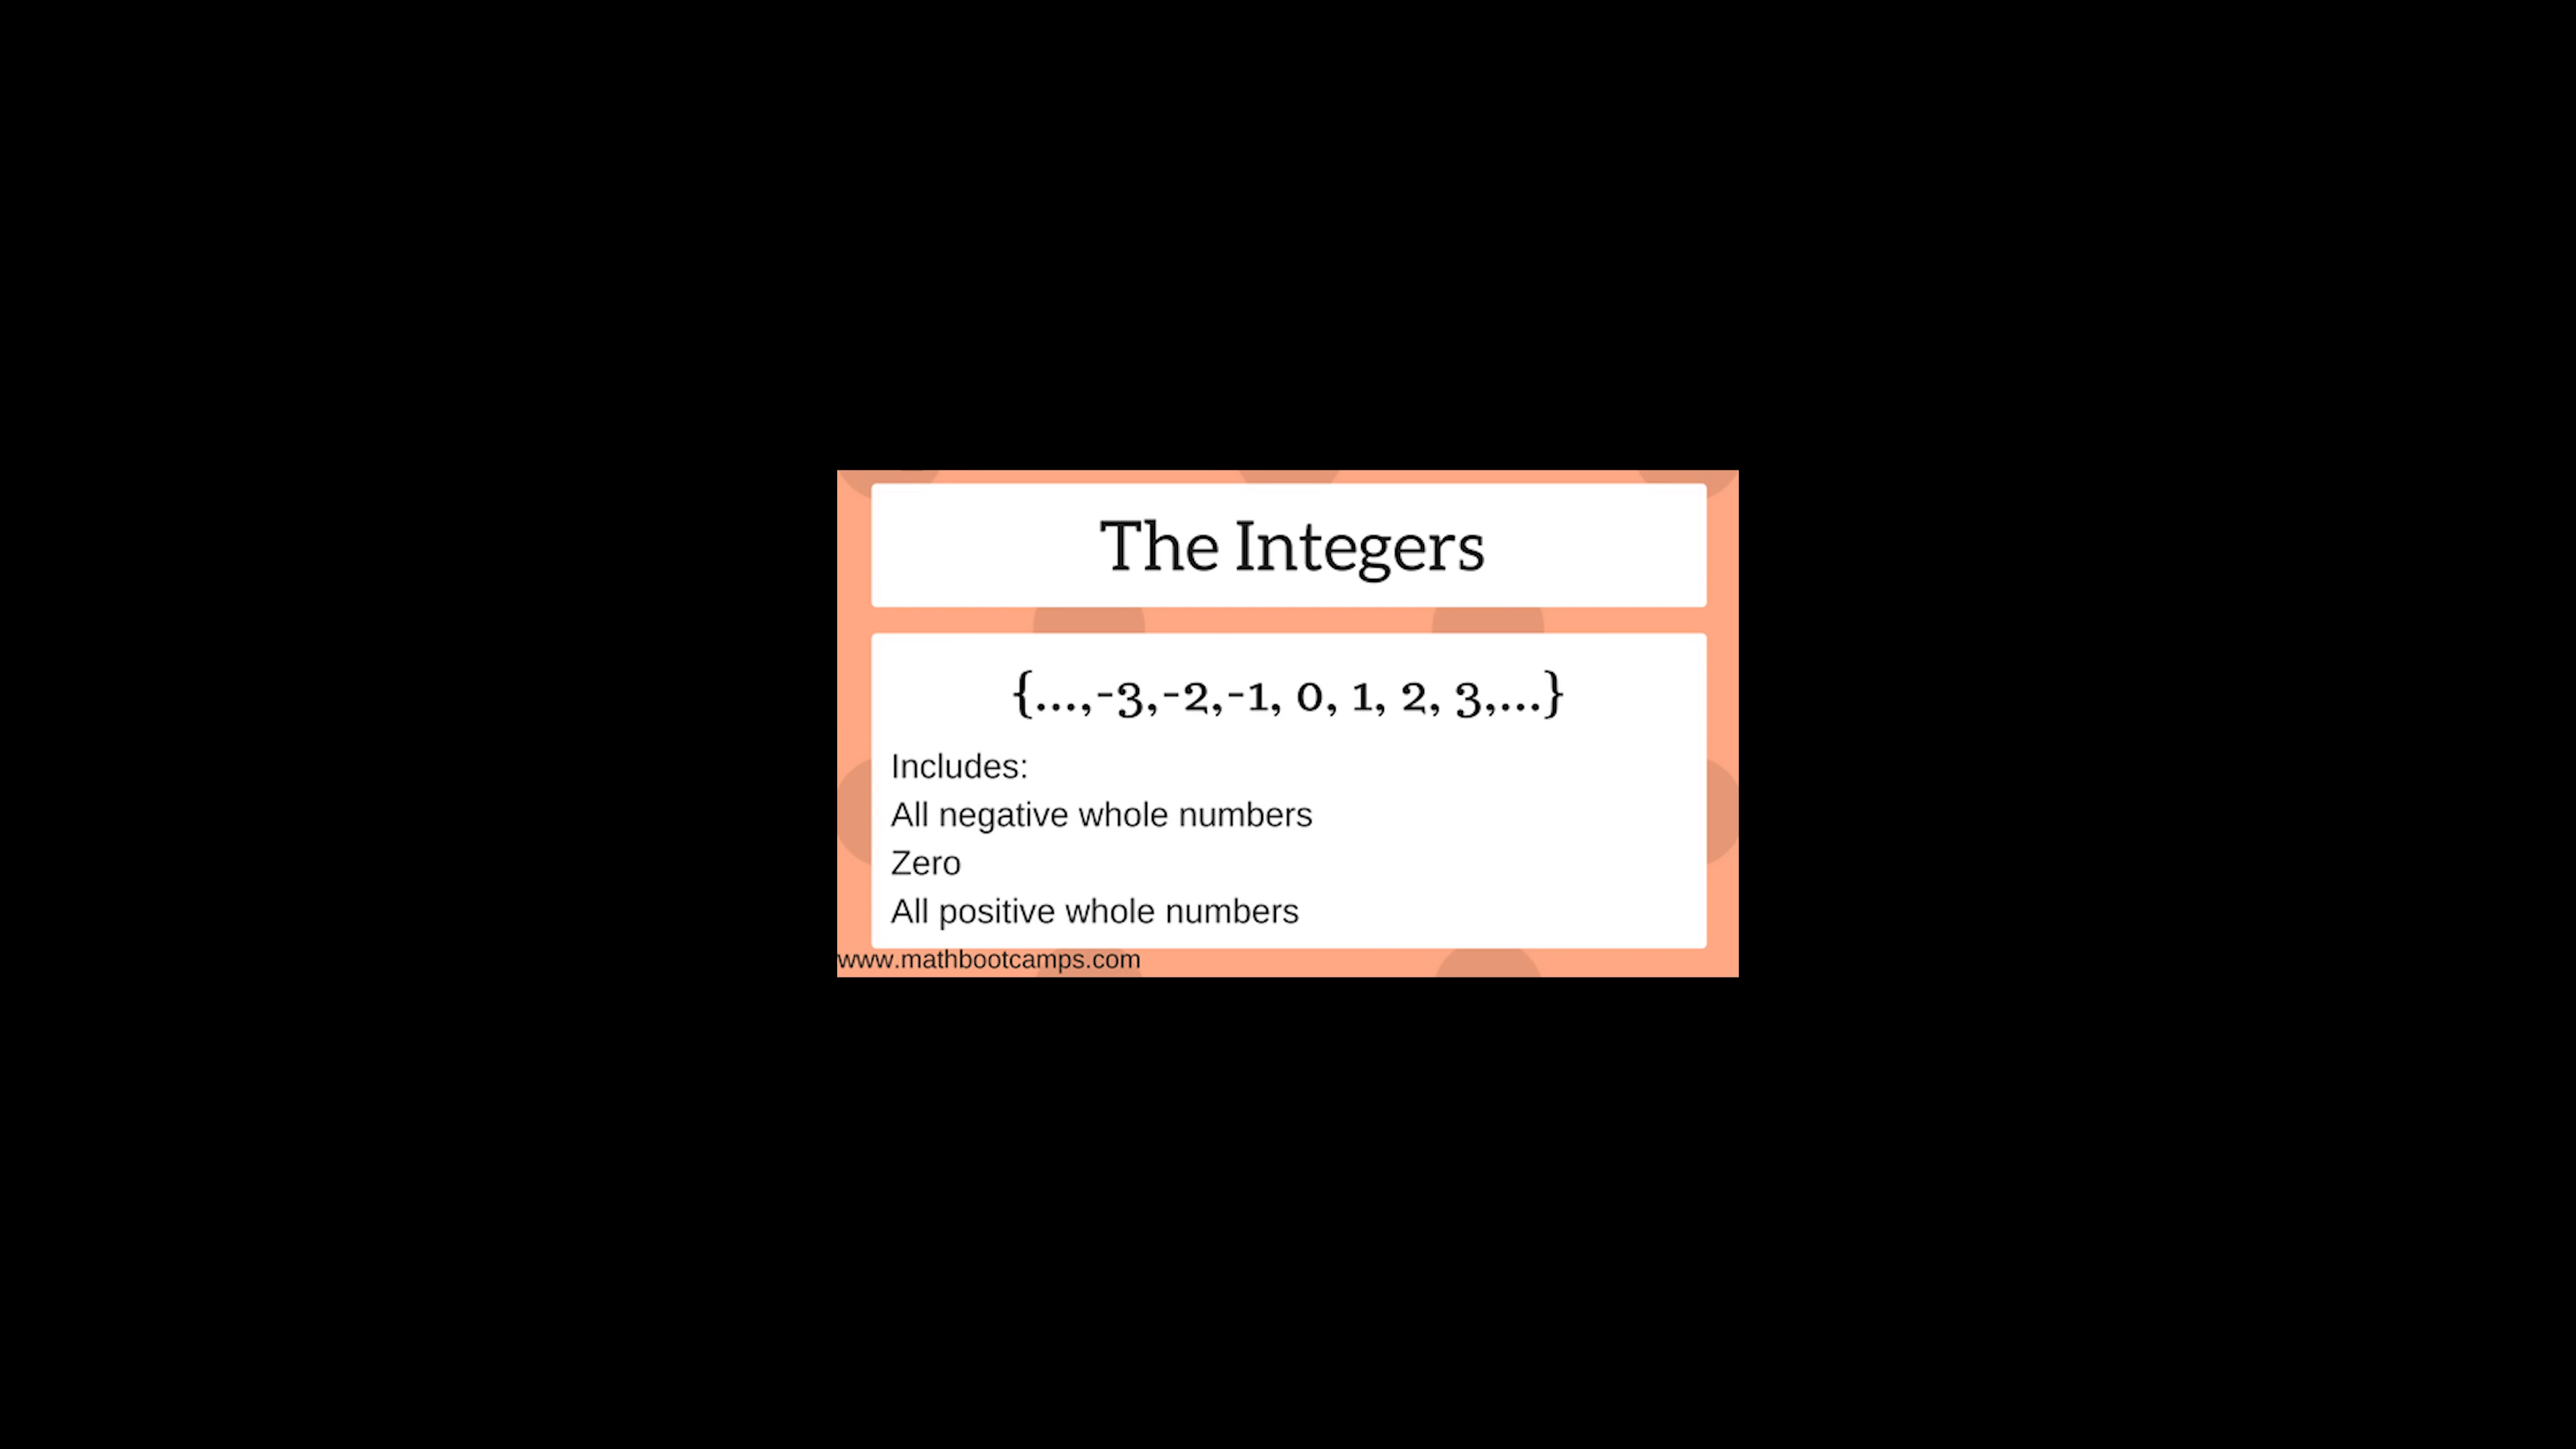 The Integers
{...,-3,-2,-1, 0, 1, 2, 3,...}
Includes:
All negative whole numbers
Zero
All positive whole numbers
www.mathbootcamps.com